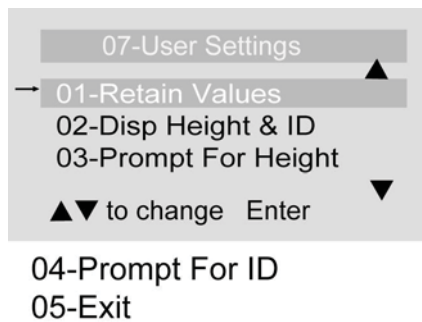 07-User Settings
01-Retain Values
02-Disp Height & ID
03-Prompt For Height
▲▼ to change Enter
04-Prompt For ID
05-Exit